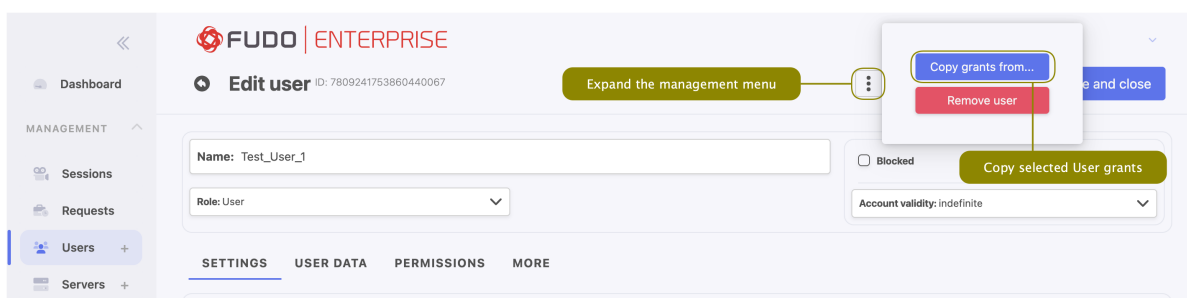 FUDO ENTERPRISE
Copy grants from...
Dashboard
Edit user ID: 7809241753860440067
Expand the management menu
e and close
Remove user
MANAGEMENT
Name: Test_User_1
Blocked
Copy selected User grants
Sessions
Role: User
Account validity: indefinite
Requests
Users +
SETTINGS USER DATA PERMISSIONS MORE
Servers +